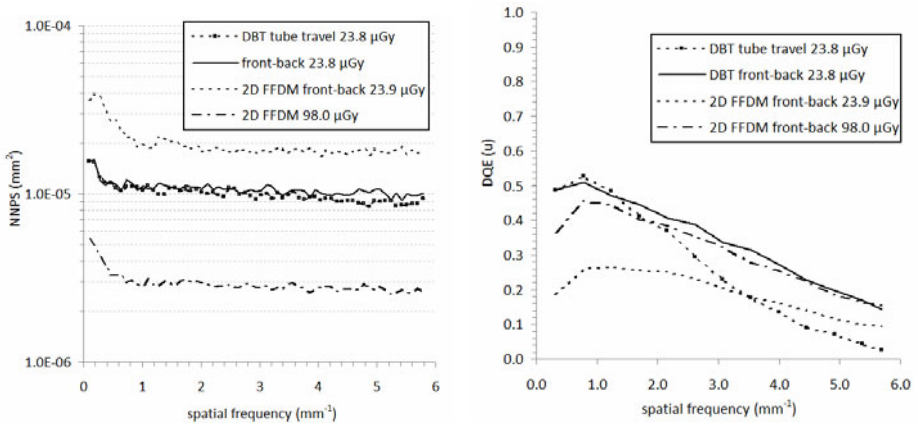 1.0E-04
1.0E-05
1.0E-06
NNPS (mm²)
DBT tube travel 23.8 µGy
front-back 23.8 µGy
2D FFDM front-back 23.9 µGy
2D FFDM 98.0 µGy
0 1 2 3 4 5 6
spatial frequency (mm⁻¹)
1.0
0.9
0.8
0.7
0.6
0.5
0.4
0.3
0.2
0.1
0.0
DQE (u)
DBT tube travel 23.8 µGy
DBT front-back 23.8 µGy
2D FFDM front-back 23.9 µGy
2D FFDM front-back 98.0 µGy
0.0 1.0 2.0 3.0 4.0 5.0 6.0
spatial frequency (mm⁻¹)